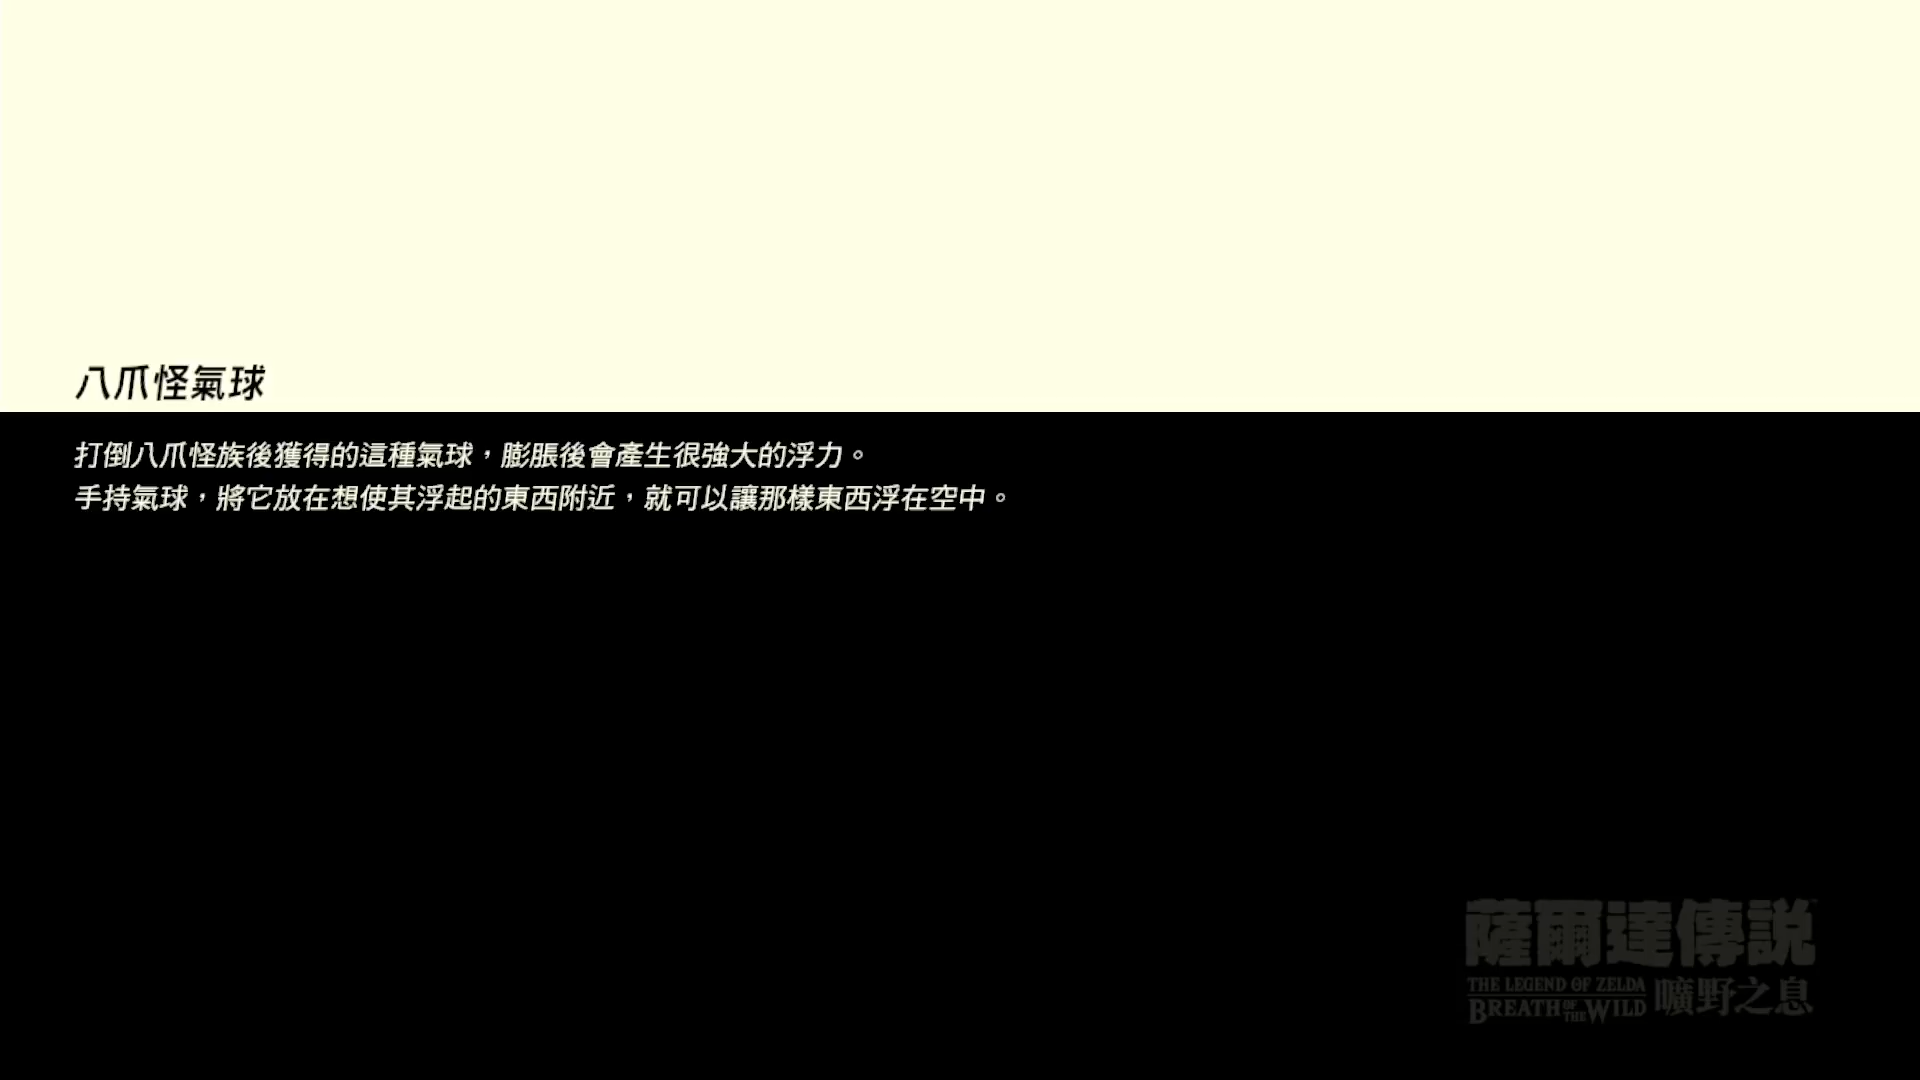 八爪怪氣球
打倒八爪怪族後獲得的這種氣球，膨脹後會產生很強大的浮力。
手持氣球，將它放在想使其浮起的東西附近，就可以讓那樣東西浮在空中。
薩爾達傳說
THE LEGEND OF ZELDA
BREATH OF THE WILD 曠野之息